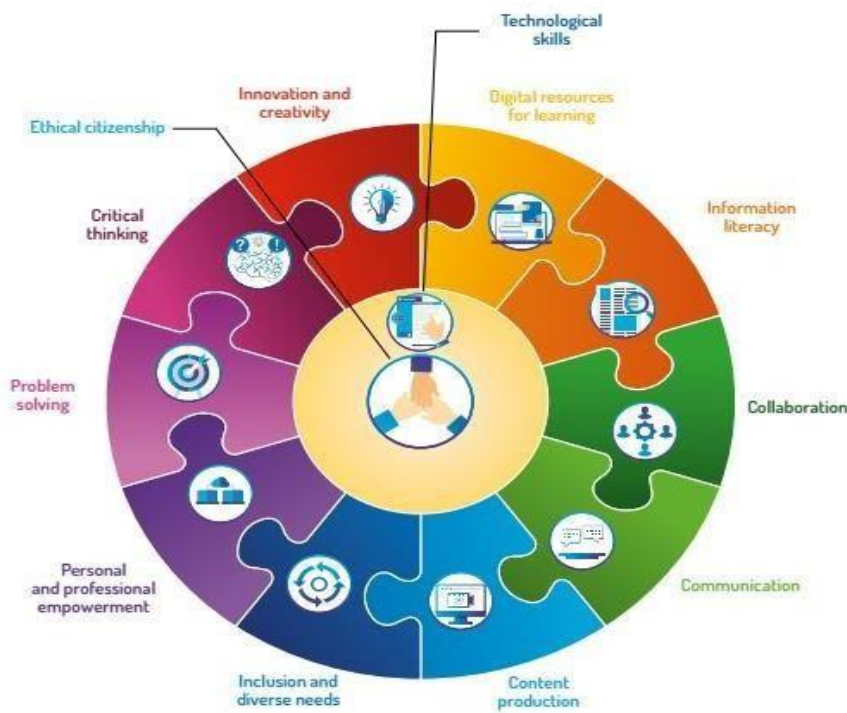 Technological
skills
Innovation and
creativity
Digital resources
for learning
Ethical citizenship
Critical
thinking
Information
literacy
Problem
solving
Collaboration
Personal
and professional
empowerment
Communication
Inclusion and
diverse needs
Content
production
? !